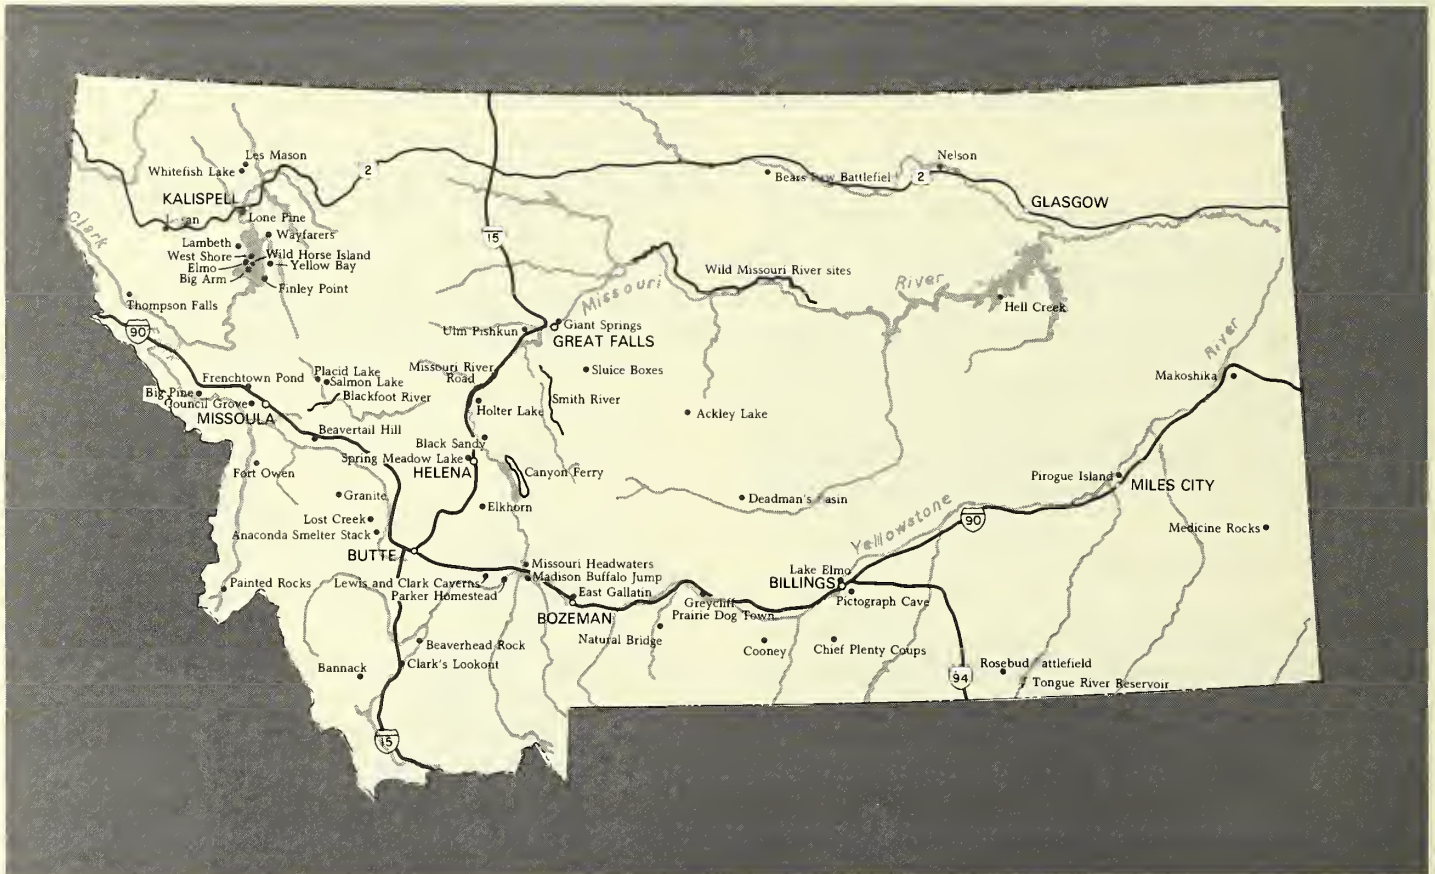 Les Mason
Whitefish Lake
2
KALISPELL
Lone Pine
Wayfarers
Lambeth
West Shore
Wild Horse Island
Elmo
Yellow Bay
Big Arm
Finley Point
Clark
Thompson Falls
90
15
Nelson
Bears Battlefiel
2
GLASGOW
Wild Missouri River sites
Missouri
River
Hell Creek
Ulm Pishkun
Giant Springs
GREAT FALLS
Missouri River
Road
Sluice Boxes
Placid Lake
Salmon Lake
Frenchtown Pond
Blackfoot River
Big Pine
Council Grove
MISSOULA
Holter Lake
Smith River
Ackley Lake
Beavertail Hill
Black Sandy
Spring Meadow Lake
HELENA
Canyon Ferry
Fort Owen
Granite
Elkhorn
Deadman's asin
Lost Creek
Anaconda Smelter Stack
BUTTE
Makoshika
River
Pirogue Island
MILES CITY
Yellowstone
90
Medicine Rocks
Painted Rocks
Lewis and Clark Caverns
Parker Homestead
Missouri Headwaters
Madison Buffalo Jump
East Gallatin
BOZEMAN
Greycliff
Prairie Dog Town
Natural Bridge
Lake Elmo
BILLINGS
Pictograph Cave
Cooney
Chief Plenty Coups
Beaverhead Rock
Clark's Lookout
Bannack
15
94
Rosebud attlefield
Tongue River Reservoir